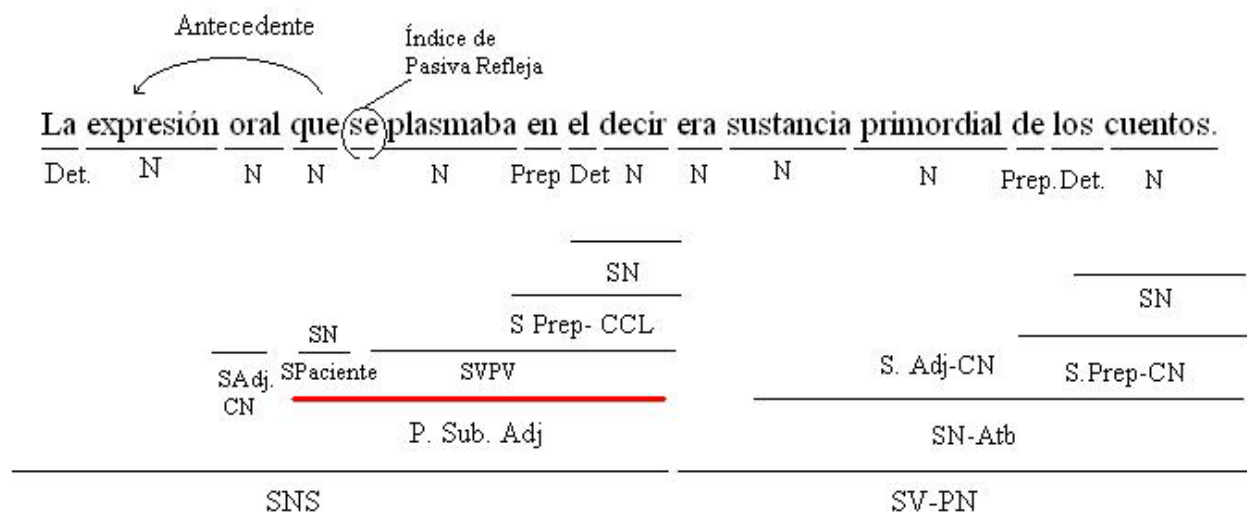 Antecedente
Índice de
Pasiva Refleja
La expresión oral que se plasmaba en el decir era sustancia primordial de los cuentos.
Det. N N N N Prep Det N N N N Prep. Det. N
SN
SN
S Prep- CCL
SN
SAdj. SPaciente SVPV S. Adj-CN S.Prep-CN
CN
P. Sub. Adj SN-Atb
SNS SV-PN